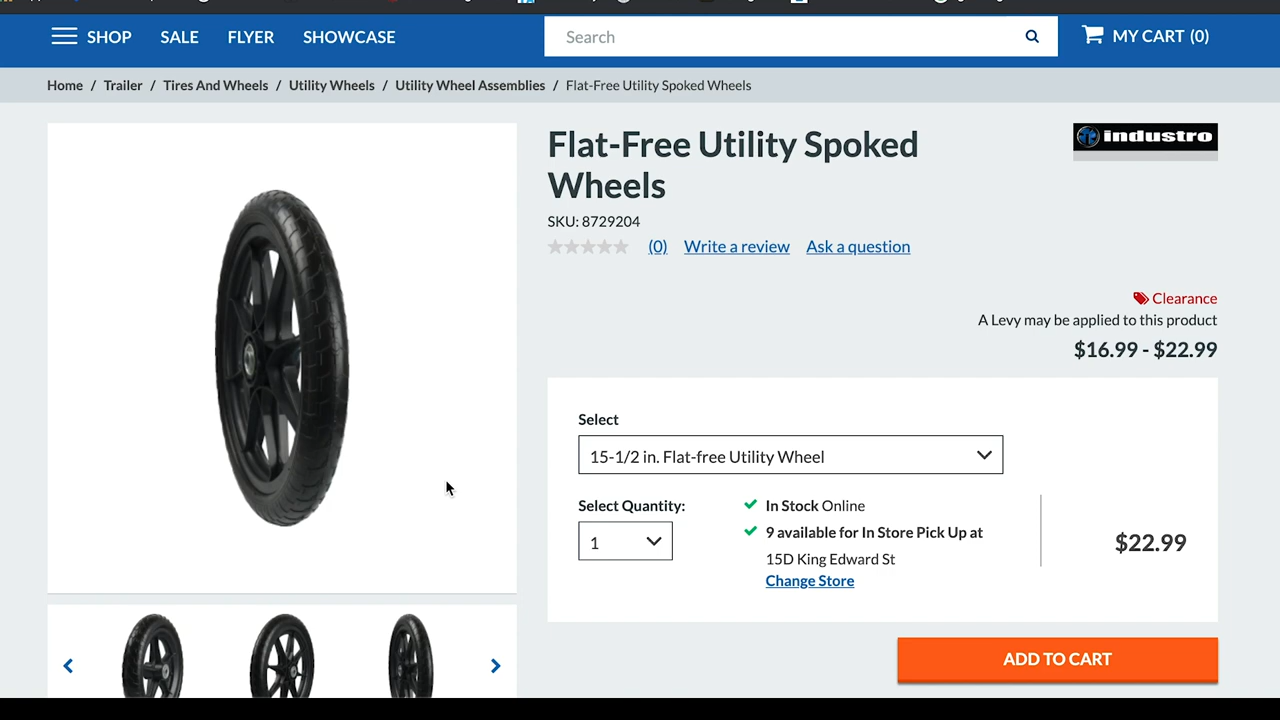 SHOP SALE FLYER SHOWCASE Search MY CART (0)
Home / Trailer / Tires And Wheels / Utility Wheels / Utility Wheel Assemblies / Flat-Free Utility Spoked Wheels
Flat-Free Utility Spoked
Wheels
industro
SKU: 8729204
(0) Write a review Ask a question
Clearance
A Levy may be applied to this product
$16.99 - $22.99
Select
15-1/2 in. Flat-free Utility Wheel
Select Quantity:
1
In Stock Online
9 available for In Store Pick Up at
15D King Edward St
Change Store
$22.99
ADD TO CART